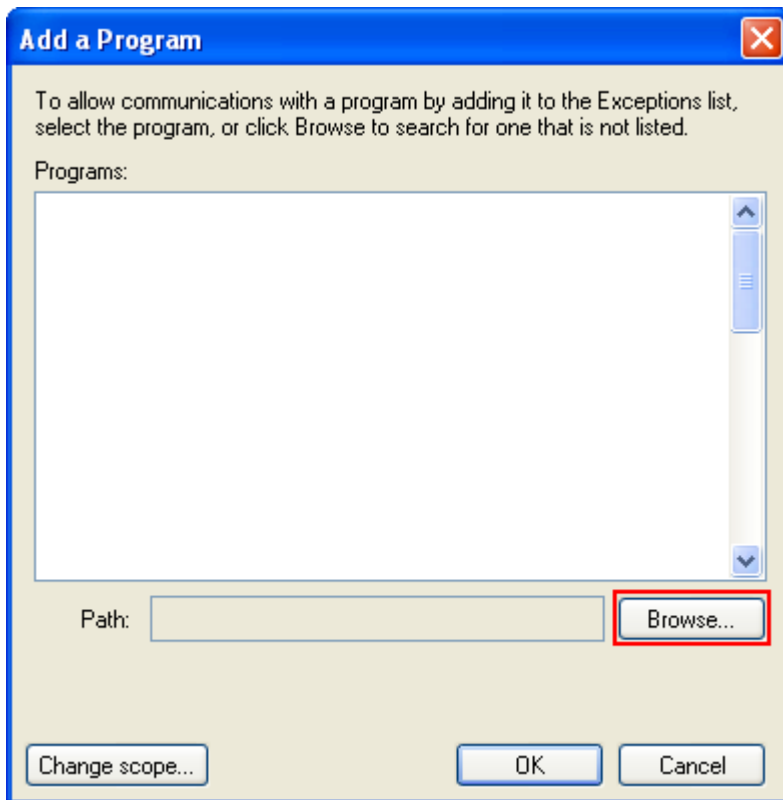 Add a Program
To allow communications with a program by adding it to the Exceptions list,
select the program, or click Browse to search for one that is not listed.
Programs:
Path:
Browse...
Change scope...
OK
Cancel